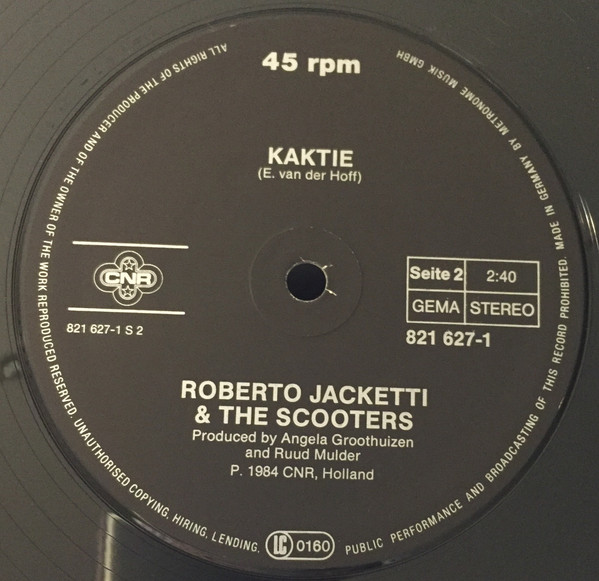 45 rpm
KAKTIE
(E. van der Hoff)
CNR
821 627-1 S 2
Seite 2 2:40
GEMA STEREO
821 627-1
ROBERTO JACKETTI
& THE SCOOTERS
Produced by Angela Groothuizen
and Ruud Mulder
P. 1984 CNR, Holland
LC 0160
ALL RIGHTS OF THE PRODUCER AND OF THE OWNER OF THE WORK REPRODUCED RESERVED. UNAUTHORISED COPYING, HIRING, LENDING, PUBLIC PERFORMANCE AND BROADCASTING OF THIS RECORD PROHIBITED. MADE IN GERMANY BY METRONOME MUSIK GMBH